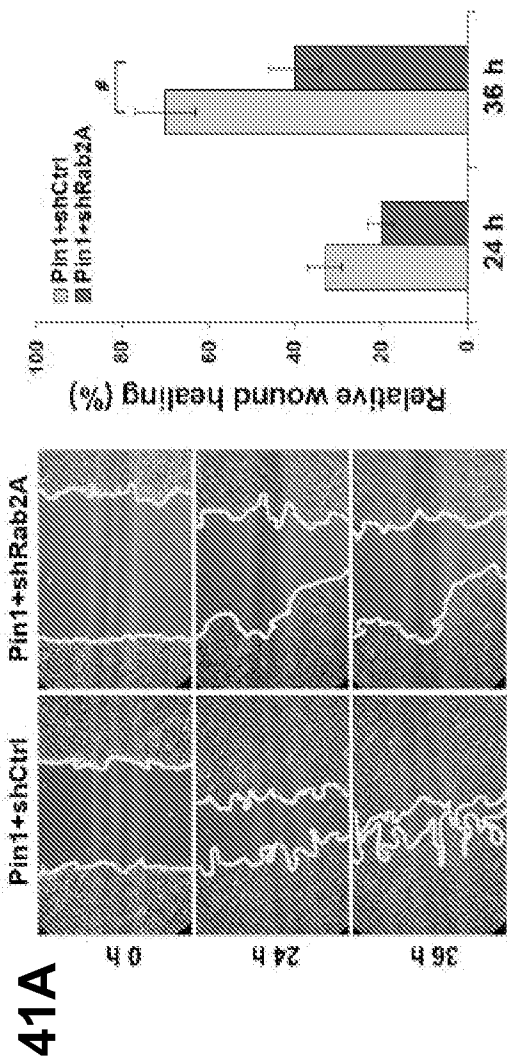 41A
Pin1+shCtrl
Pin1+shRab2A
0 h
24 h
36 h
Relative wound healing (%)
100
80
60
40
20
0
Pin1+shCtrl
Pin1+shRab2A
#
24 h
36 h